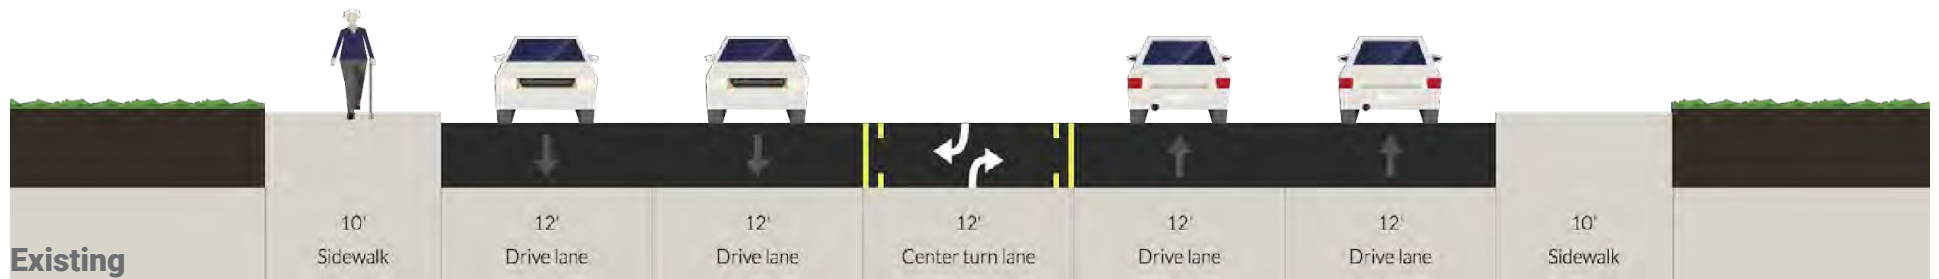 10' 12' 12' 12' 12' 12' 10'
Sidewalk Drive lane Drive lane Center turn lane Drive lane Drive lane Sidewalk
Existing